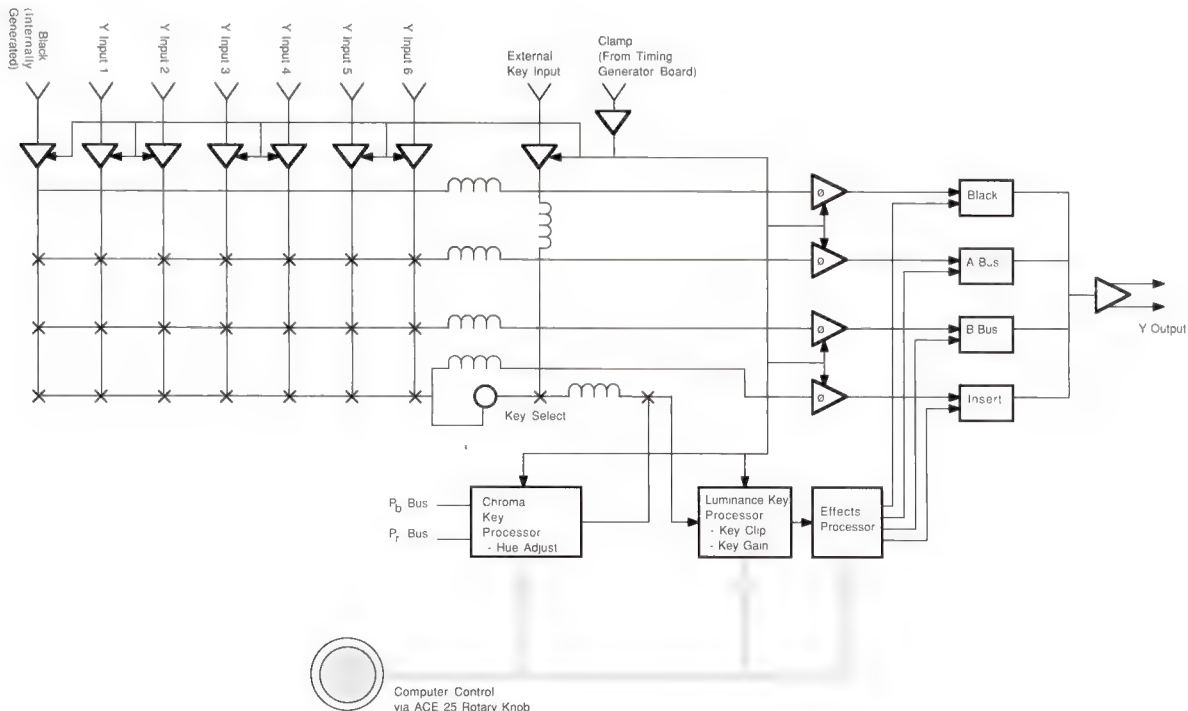 Black
(Internally
Generated)
Y Input 1
Y Input 2
Y Input 3
Y Input 4
Y Input 5
Y Input 6
External
Key Input
Clamp
(From Timing
Generator Board)
ø
Black
ø
A Bus
ø
B Bus
Y Output
ø
Insert
Key Select
Pb Bus
Pr Bus
Chroma
Key
Processor
- Hue Adjust
Luminance Key
Processor
- Key Clip
- Key Gain
Effects
Processor
Computer Control
via ACE 25 Rotary Knob